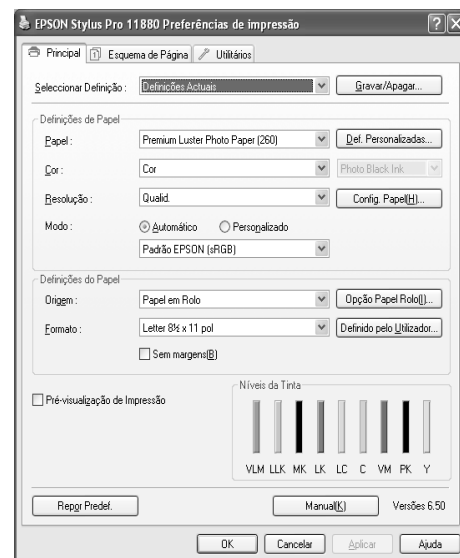 EPSON Stylus Pro 11880 Preferências de impressão
Principal Esquema de Página Utilitários
Seleccionar Definição : Definições Actuais Gravar/Apagar...
Definições de Papel
Papel : Premium Luster Photo Paper (260) Def. Personalizadas...
Cor : Cor Photo Black Ink
Resolução : Qualid. Config. Papel(H)...
Modo : Automático Personalizado
Padrão EPSON (sRGB)
Definições do Papel
Origem : Papel em Rolo Opção Papel Rolo(I)...
Formato : Letter 8½ x 11 pol Definido pelo Utilizador...
Sem margens(B)
Pré-visualização de Impressão
Níveis da Tinta
VLM LLK MK LK LC C VM PK Y
Repor Predef. Manual(K) Versões 6.50
OK Cancelar Aplicar Ajuda